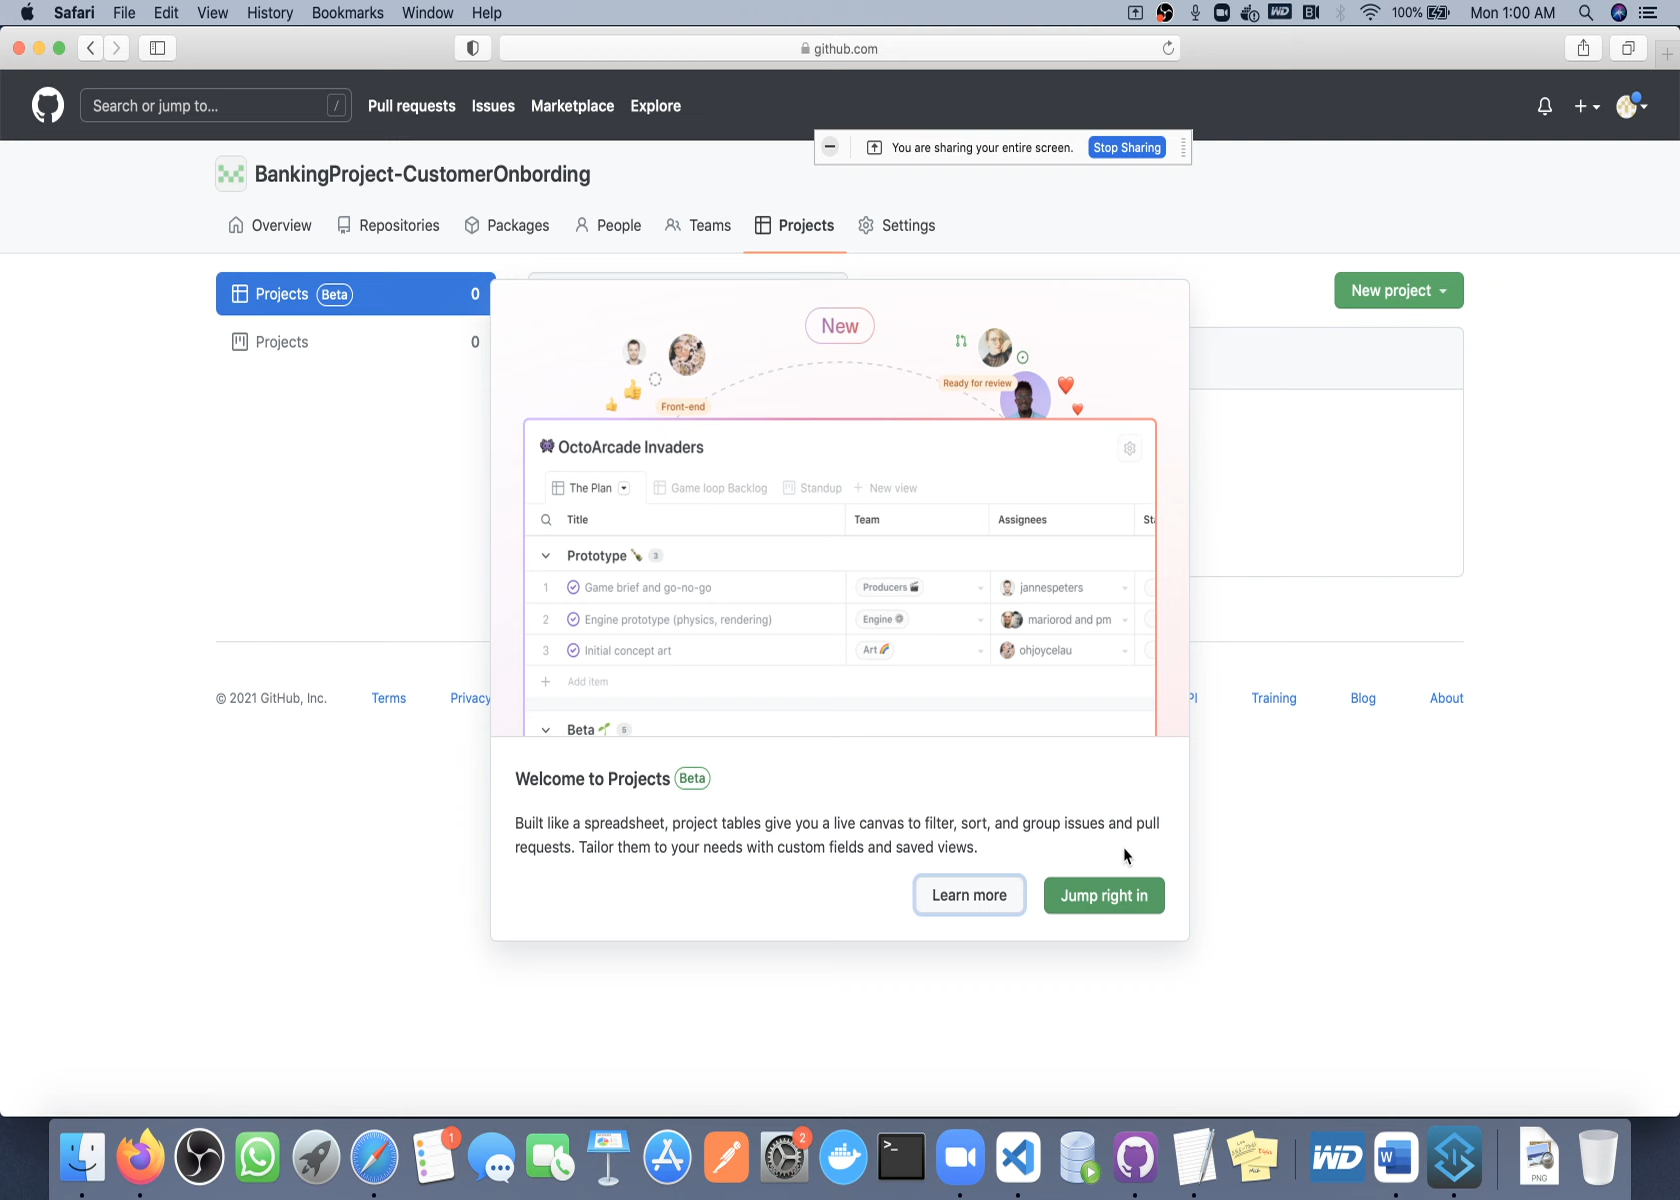 Safari File Edit View History Bookmarks Window Help
WD
100%
Mon 1:00 AM
github.com
Search or jump to...
/
Pull requests Issues Marketplace Explore
You are sharing your entire screen. Stop Sharing
BankingProject-CustomerOnbording
Overview Repositories Packages People Teams Projects Settings
Projects Beta 0
New project
Projects 0
New
Ready for review
Front-end
OctoArcade Invaders
The Plan Game loop Backlog Standup + New view
Title Team Assignees Sta
Prototype 3
1 Game brief and go-no-go Producers jannespeters
2 Engine prototype (physics, rendering) Engine mariorod and pm
3 Initial concept art Art ohjoycelau
+ Add item
Beta 5
© 2021 GitHub, Inc. Terms Privacy PI Training Blog About
Welcome to Projects Beta
Built like a spreadsheet, project tables give you a live canvas to filter, sort, and group issues and pull
requests. Tailor them to your needs with custom fields and saved views.
Learn more Jump right in
1
2
WD
W
PNG